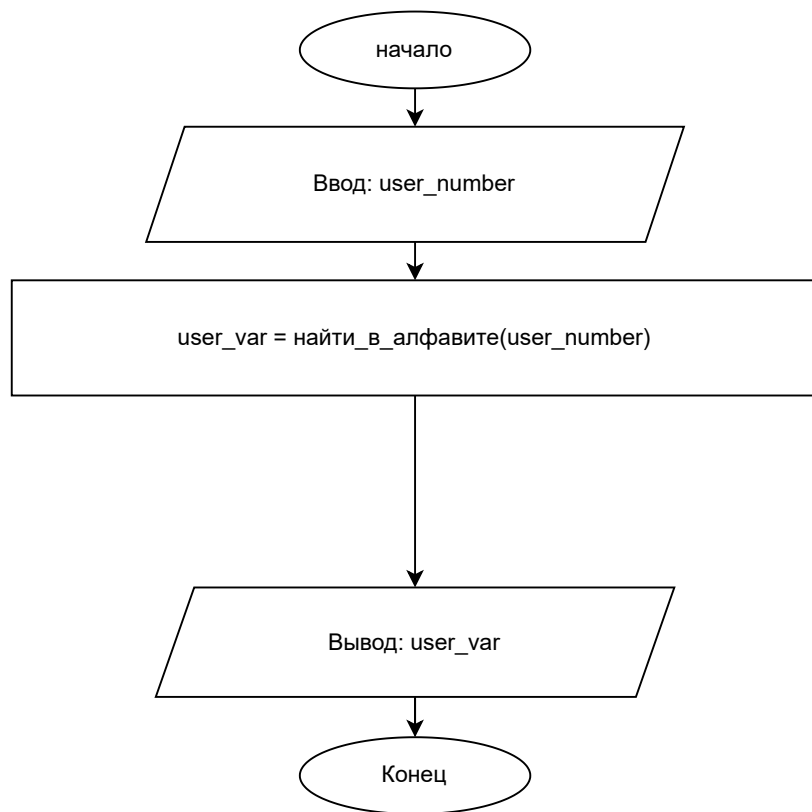 начало
Ввод: user_number
user_var = найти_в_алфавите(user_number)
Вывод: user_var
Конец